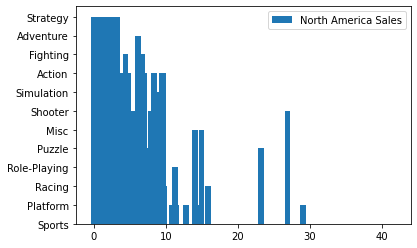 North America Sales
Strategy
Adventure
Fighting
Action
Simulation
Shooter
Misc
Puzzle
Role-Playing
Racing
Platform
Sports
0 10 20 30 40